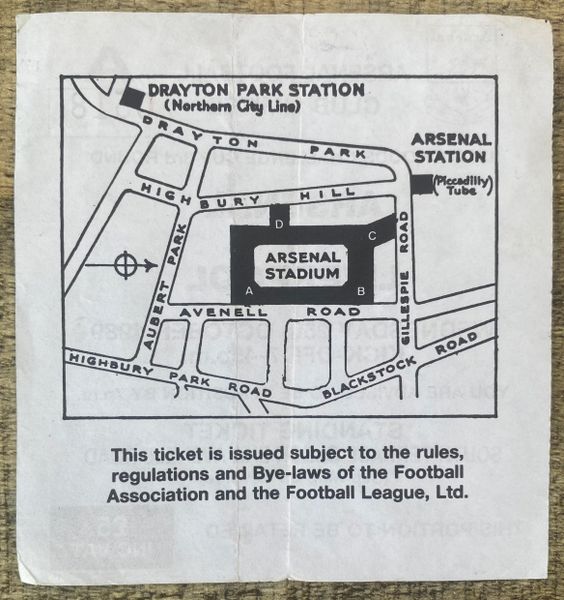 DRAYTON PARK STATION
(Northern City Line)
DRAYTON PARK
ARSENAL
STATION
(Piccadilly)
Tube
HIGHBURY HILL
D
C
ARSENAL
STADIUM
A
B
AUBERT PARK
GILLESPIE ROAD
AVENELL ROAD
HIGHBURY PARK ROAD
BLACKSTOCK ROAD
This ticket is issued subject to the rules,
regulations and Bye-laws of the Football
Association and the Football League, Ltd.